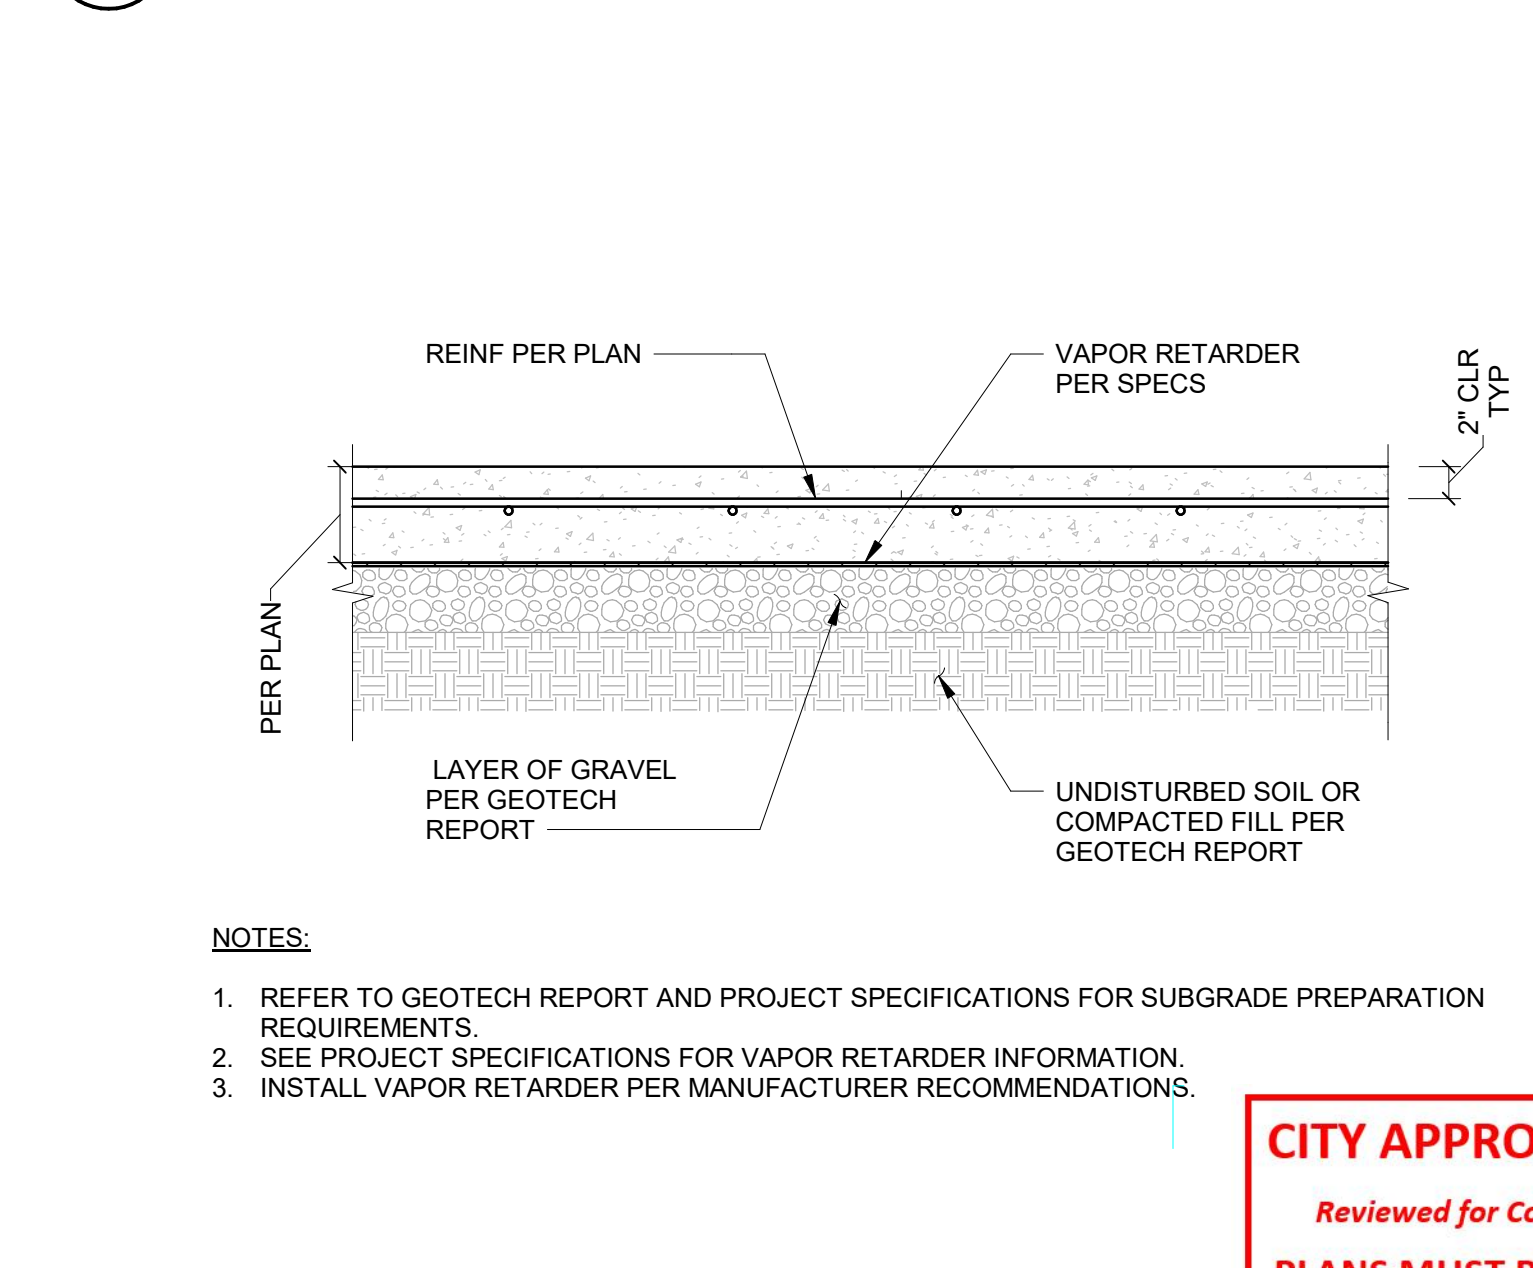 REINF PER PLAN
VAPOR RETARDER
PER SPECS
2" CLR
TYP
PER PLAN
LAYER OF GRAVEL
PER GEOTECH
REPORT
UNDISTURBED SOIL OR
COMPACTED FILL PER
GEOTECH REPORT
NOTES:
1. REFER TO GEOTECH REPORT AND PROJECT SPECIFICATIONS FOR SUBGRADE PREPARATION
REQUIREMENTS.
2. SEE PROJECT SPECIFICATIONS FOR VAPOR RETARDER INFORMATION.
3. INSTALL VAPOR RETARDER PER MANUFACTURER RECOMMENDATIONS.
CITY APPRO
Reviewed for Co
PLANS MUST